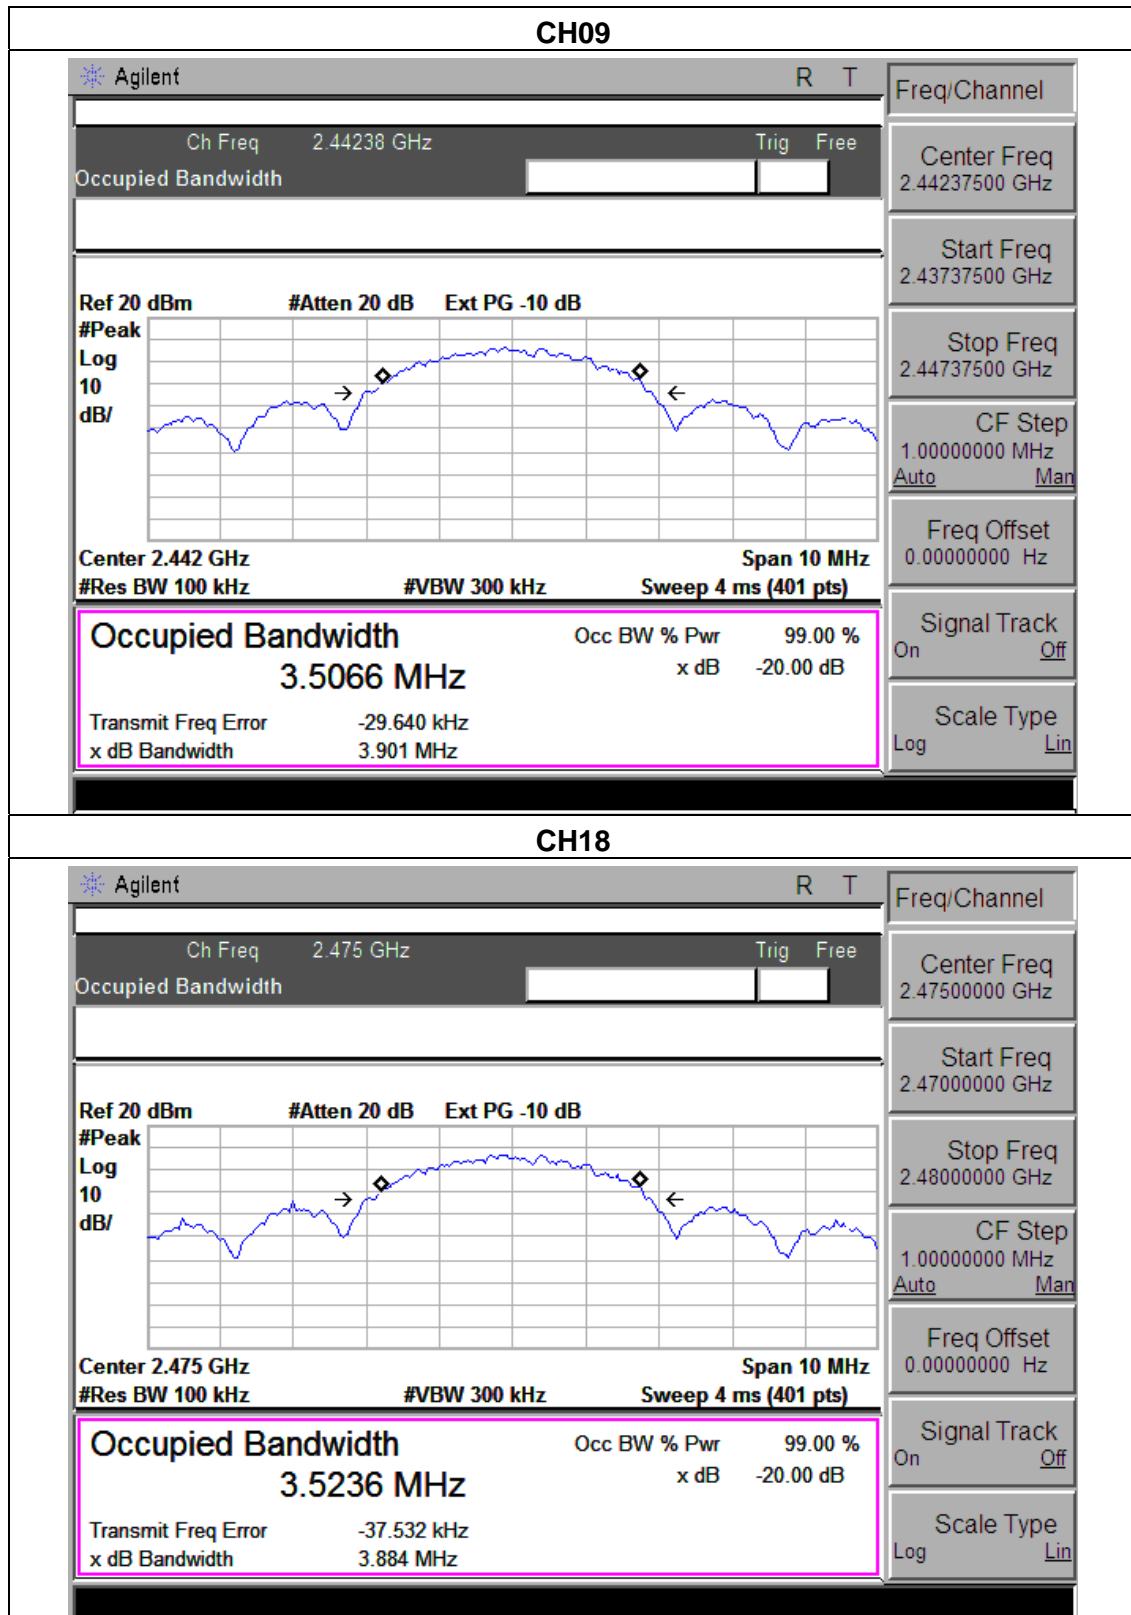 CH09
Agilent R T
Freq/Channel
Ch Freq 2.44238 GHz Trig Free
Occupied Bandwidth
Center Freq
2.44237500 GHz
Start Freq
2.43737500 GHz
Stop Freq
2.44737500 GHz
CF Step
1.00000000 MHz
Auto Man
Freq Offset
0.00000000 Hz
Signal Track
On Off
Scale Type
Log Lin
Ref 20 dBm #Atten 20 dB Ext PG -10 dB
#Peak
Log
10
dB/
Center 2.442 GHz Span 10 MHz
#Res BW 100 kHz #VBW 300 kHz Sweep 4 ms (401 pts)
Occupied Bandwidth Occ BW % Pwr 99.00 %
3.5066 MHz x dB -20.00 dB
Transmit Freq Error -29.640 kHz
x dB Bandwidth 3.901 MHz
CH18
Agilent R T
Freq/Channel
Ch Freq 2.475 GHz Trig Free
Occupied Bandwidth
Center Freq
2.47500000 GHz
Start Freq
2.47000000 GHz
Stop Freq
2.48000000 GHz
CF Step
1.00000000 MHz
Auto Man
Freq Offset
0.00000000 Hz
Signal Track
On Off
Scale Type
Log Lin
Ref 20 dBm #Atten 20 dB Ext PG -10 dB
#Peak
Log
10
dB/
Center 2.475 GHz Span 10 MHz
#Res BW 100 kHz #VBW 300 kHz Sweep 4 ms (401 pts)
Occupied Bandwidth Occ BW % Pwr 99.00 %
3.5236 MHz x dB -20.00 dB
Transmit Freq Error -37.532 kHz
x dB Bandwidth 3.884 MHz